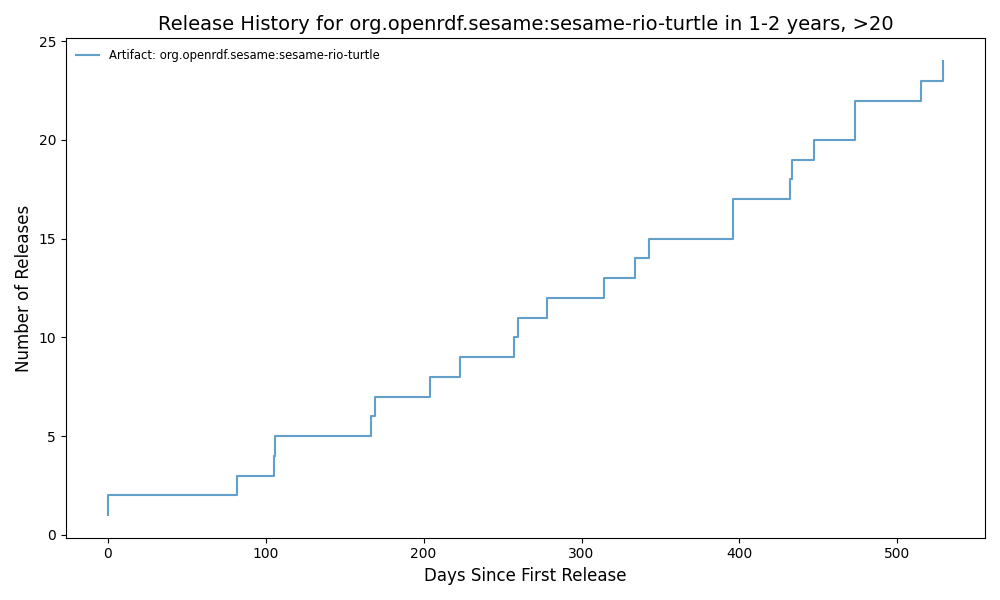 Release History for org.openrdf.sesame:sesame-rio-turtle in 1-2 years, >20
Artifact: org.openrdf.sesame:sesame-rio-turtle
Number of Releases
25
20
15
10
5
0
0 100 200 300 400 500
Days Since First Release